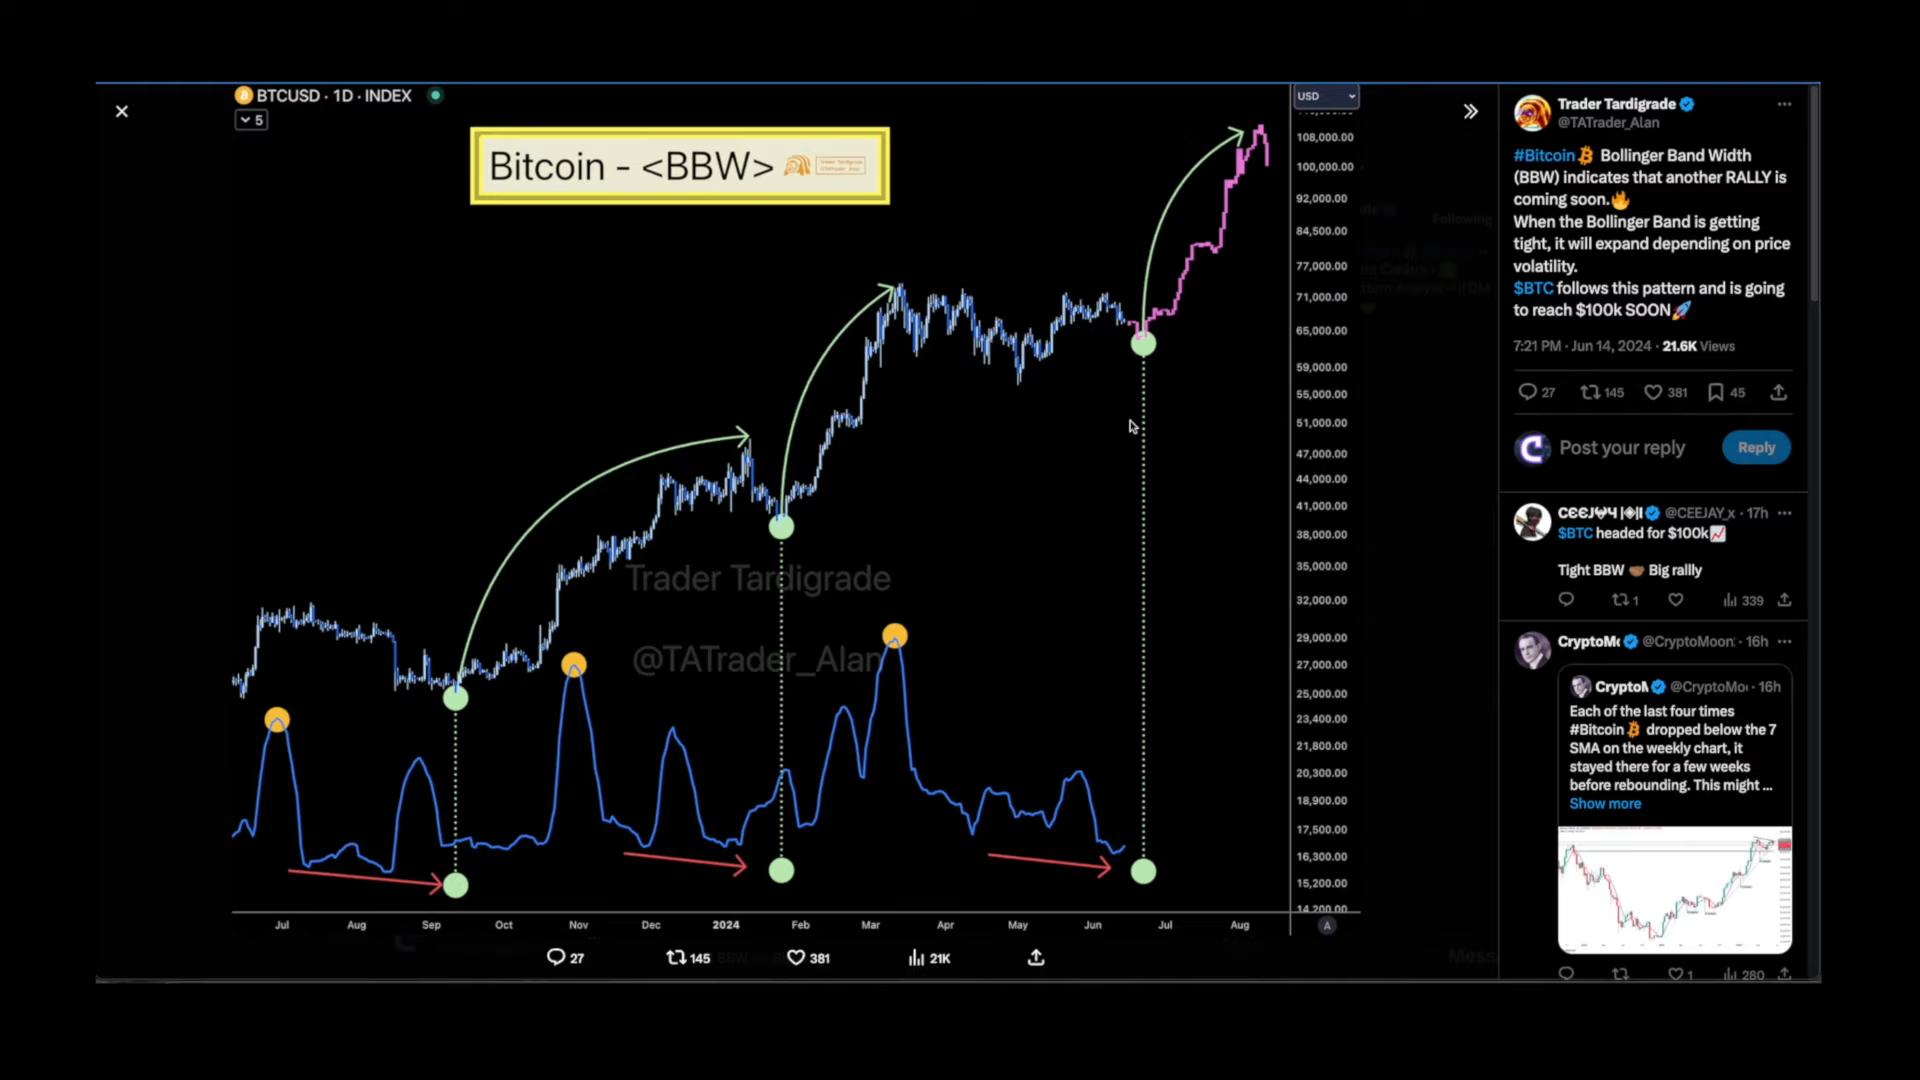 BTCUSD · 1D · INDEX
5
Bitcoin - <BBW>
Trader Tardigrade
@TATrader_Alan
USD
108,000.00
100,000.00
92,000.00
84,500.00
77,000.00
71,000.00
65,000.00
59,000.00
55,000.00
51,000.00
47,000.00
44,000.00
41,000.00
38,000.00
35,000.00
32,000.00
29,000.00
27,000.00
25,000.00
23,400.00
21,800.00
20,300.00
18,900.00
17,500.00
16,300.00
15,200.00
14,200.00
Jul Aug Sep Oct Nov Dec 2024 Feb Mar Apr May Jun Jul Aug
A
27 145 381 21K
Following
Trader Tardigrade
@TATrader_Alan
#Bitcoin Bollinger Band Width
(BBW) indicates that another RALLY is
coming soon.🔥
When the Bollinger Band is getting
tight, it will expand depending on price
volatility.
$BTC follows this pattern and is going
to reach $100k SOON🚀
7:21 PM · Jun 14, 2024 · 21.6K Views
27 145 381 45
Post your reply
Reply
@CEEJAY_x · 17h
$BTC headed for $100k📈
Tight BBW 🤝 Big rallly
1 339
CryptoMo @CryptoMoon · 16h
@CryptoMo · 16h
Each of the last four times
#Bitcoin dropped below the 7
SMA on the weekly chart, it
stayed there for a few weeks
before rebounding. This might ...
Show more
1 280